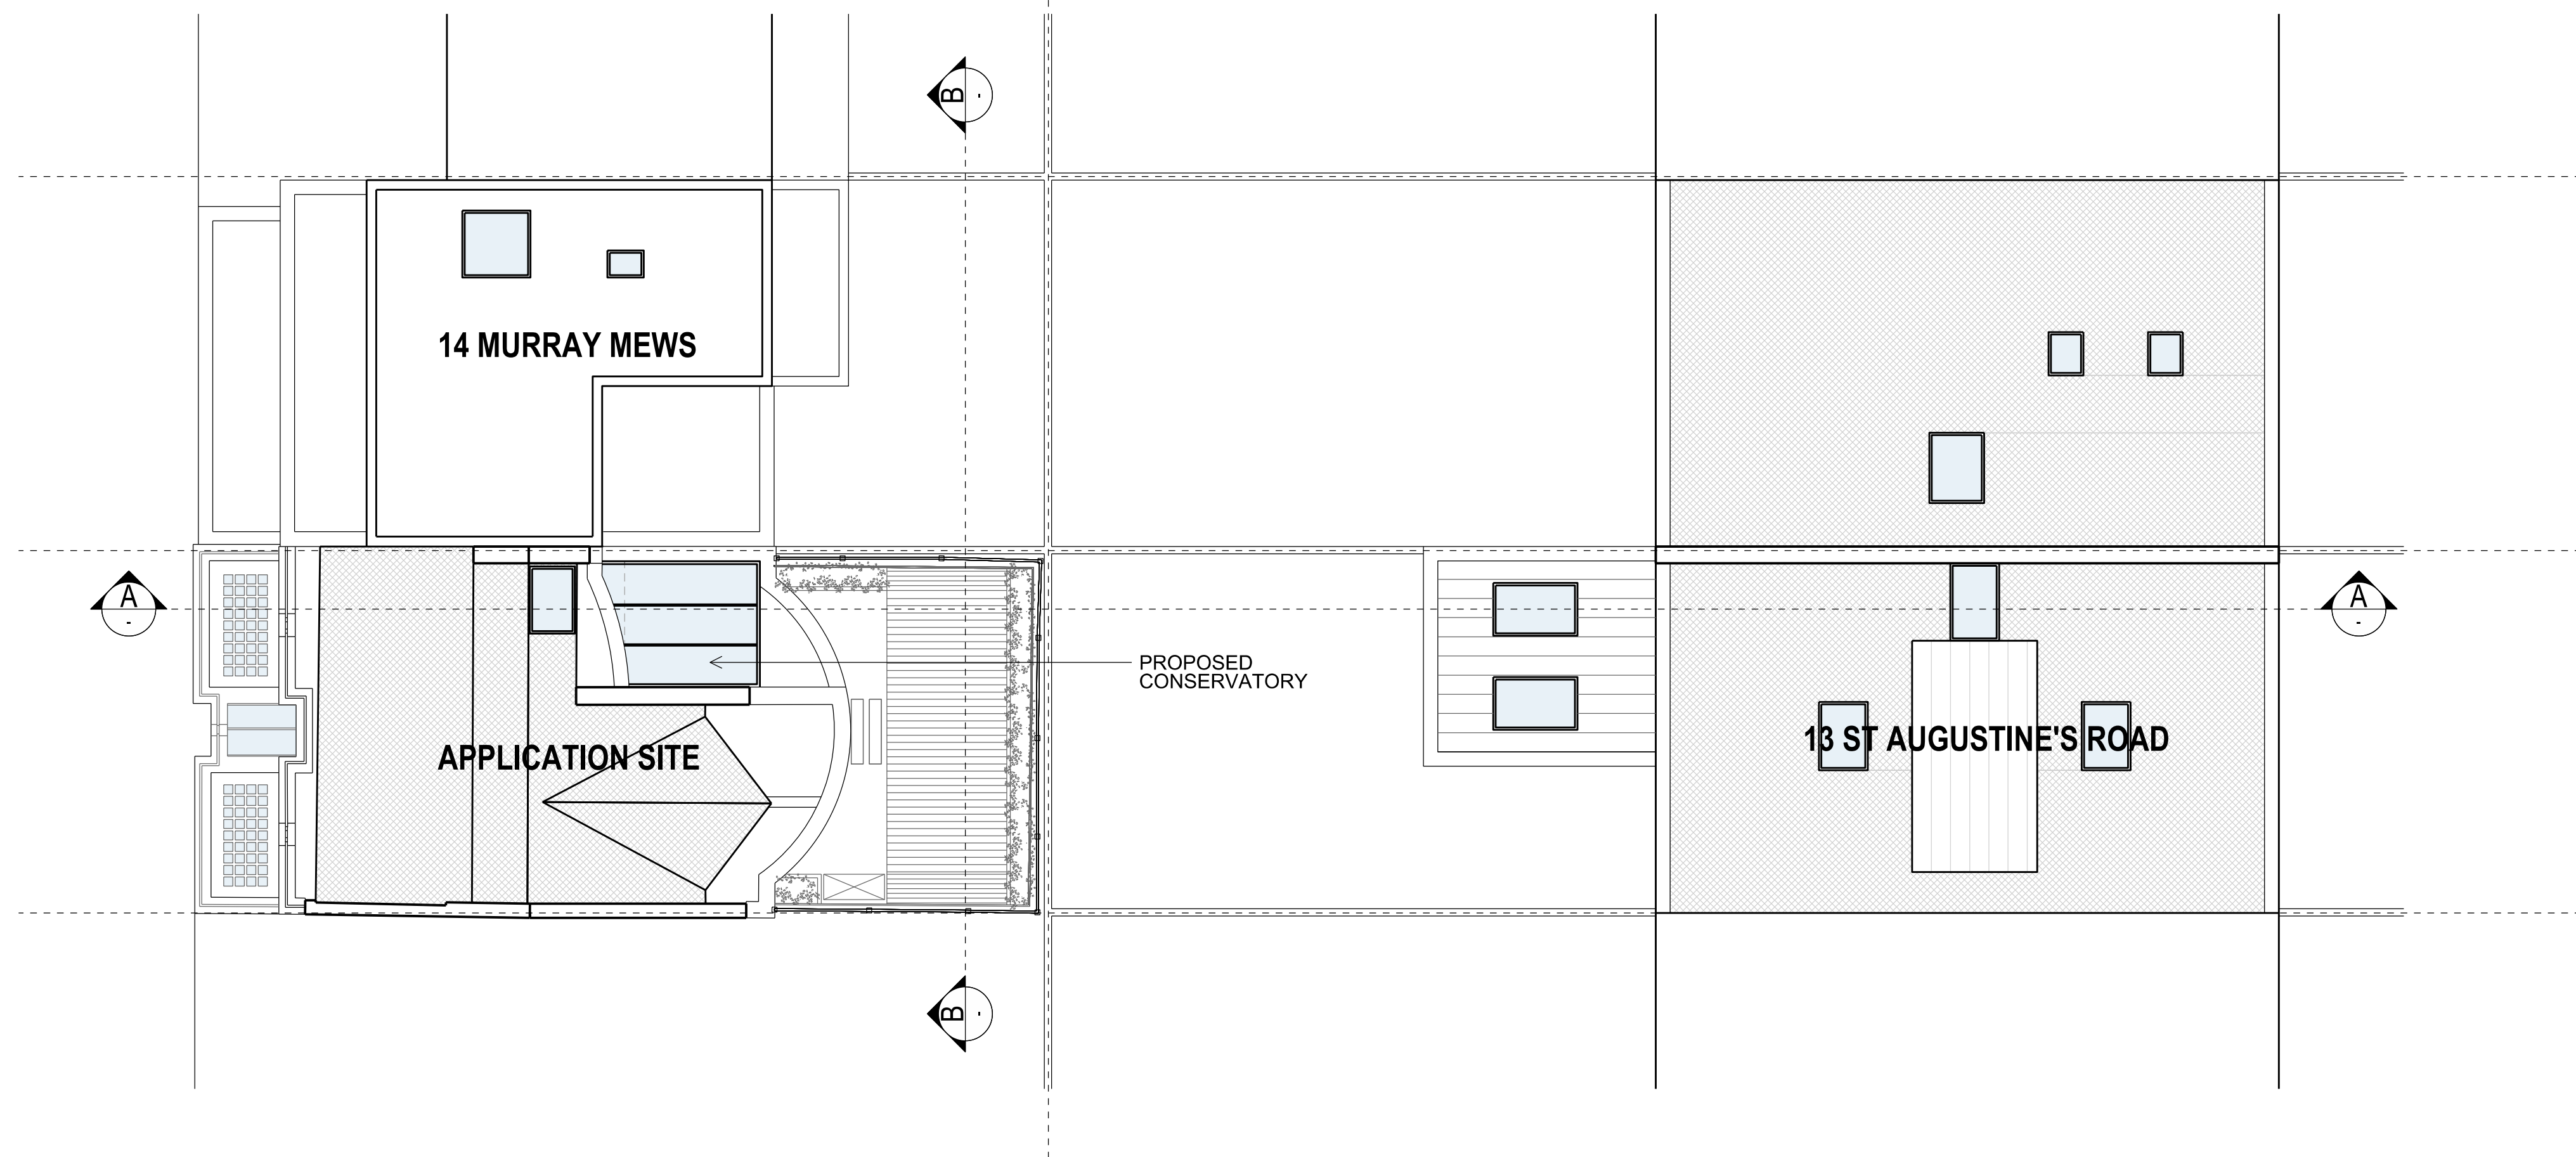 B
-
14 MURRAY MEWS
A
-
A
-
PROPOSED
CONSERVATORY
13 ST AUGUSTINE'S ROAD
APPLICATION SITE
B
-